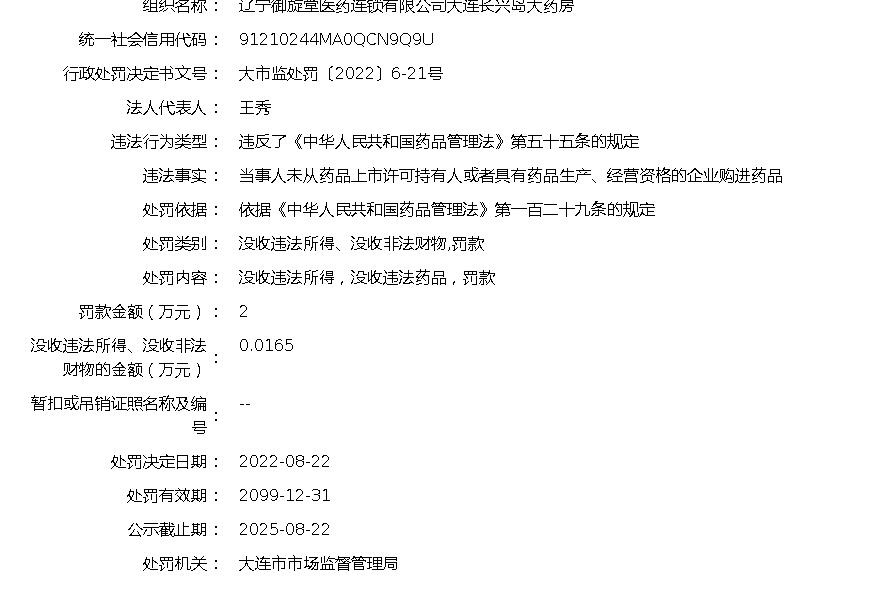 组织名称： 辽宁御旋堂医药连锁有限公司大连长兴岛大药房
统一社会信用代码： 91210244MA0QCN9Q9U
行政处罚决定书文号： 大市监处罚〔2022〕6-21号
法人代表人： 王秀
违法行为类型： 违反了《中华人民共和国药品管理法》第五十五条的规定
违法事实： 当事人未从药品上市许可持有人或者具有药品生产、经营资格的企业购进药品
处罚依据： 依据《中华人民共和国药品管理法》第一百二十九条的规定
处罚类别： 没收违法所得、没收非法财物,罚款
处罚内容： 没收违法所得，没收违法药品，罚款
罚款金额（万元）： 2
没收违法所得、没收非法
财物的金额（万元）： 0.0165
暂扣或吊销证照名称及编
号： --
处罚决定日期： 2022-08-22
处罚有效期： 2099-12-31
公示截止期： 2025-08-22
处罚机关： 大连市市场监督管理局